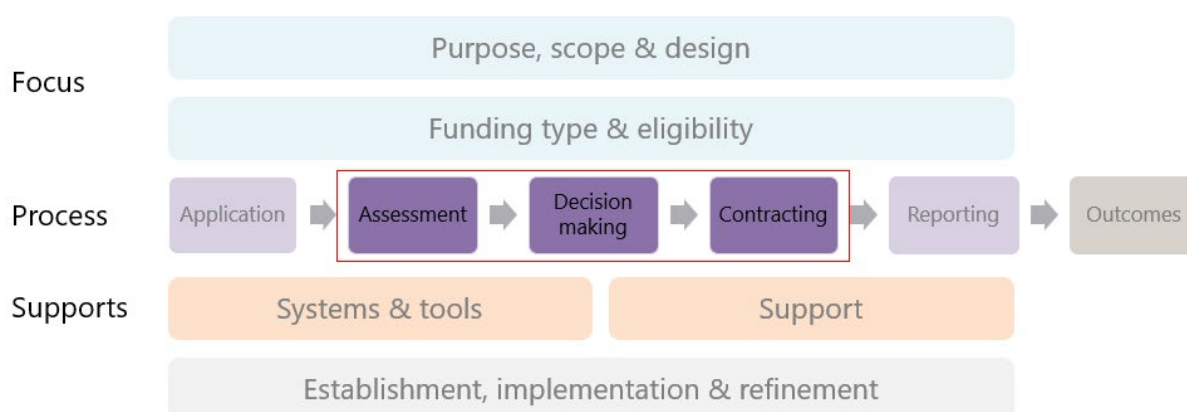 Purpose, scope & design
Focus
Funding type & eligibility
Process
Application
Assessment
Decision
making
Contracting
Reporting
Outcomes
Supports
Systems & tools
Support
Establishment, implementation & refinement